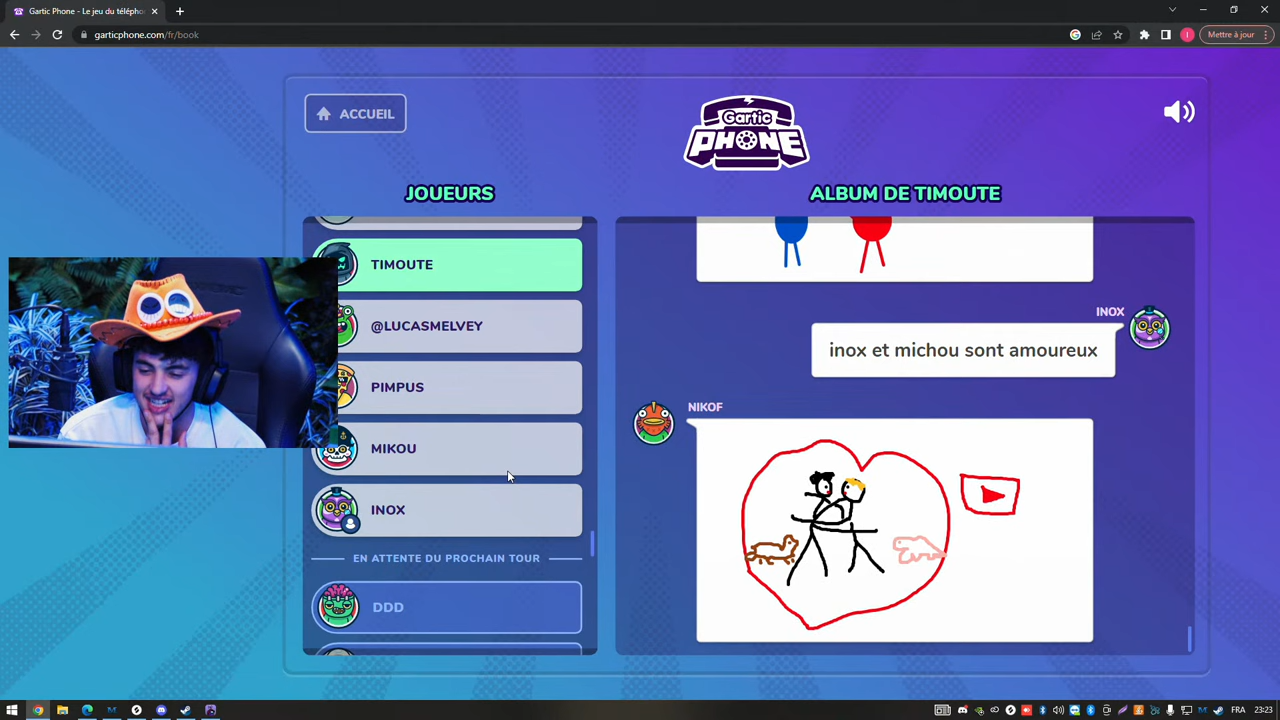 Gartic Phone - Le jeu du télépho
garticphone.com/fr/book
Mettre à jour
ACCUEIL
Gartic
PHONE
JOUEURS
ALBUM DE TIMOUTE
TIMOUTE
@LUCASMELVEY
PIMPUS
MIKOU
INOX
EN ATTENTE DU PROCHAIN TOUR
DDD
INOX
inox et michou sont amoureux
NIKOF
FRA
23:23